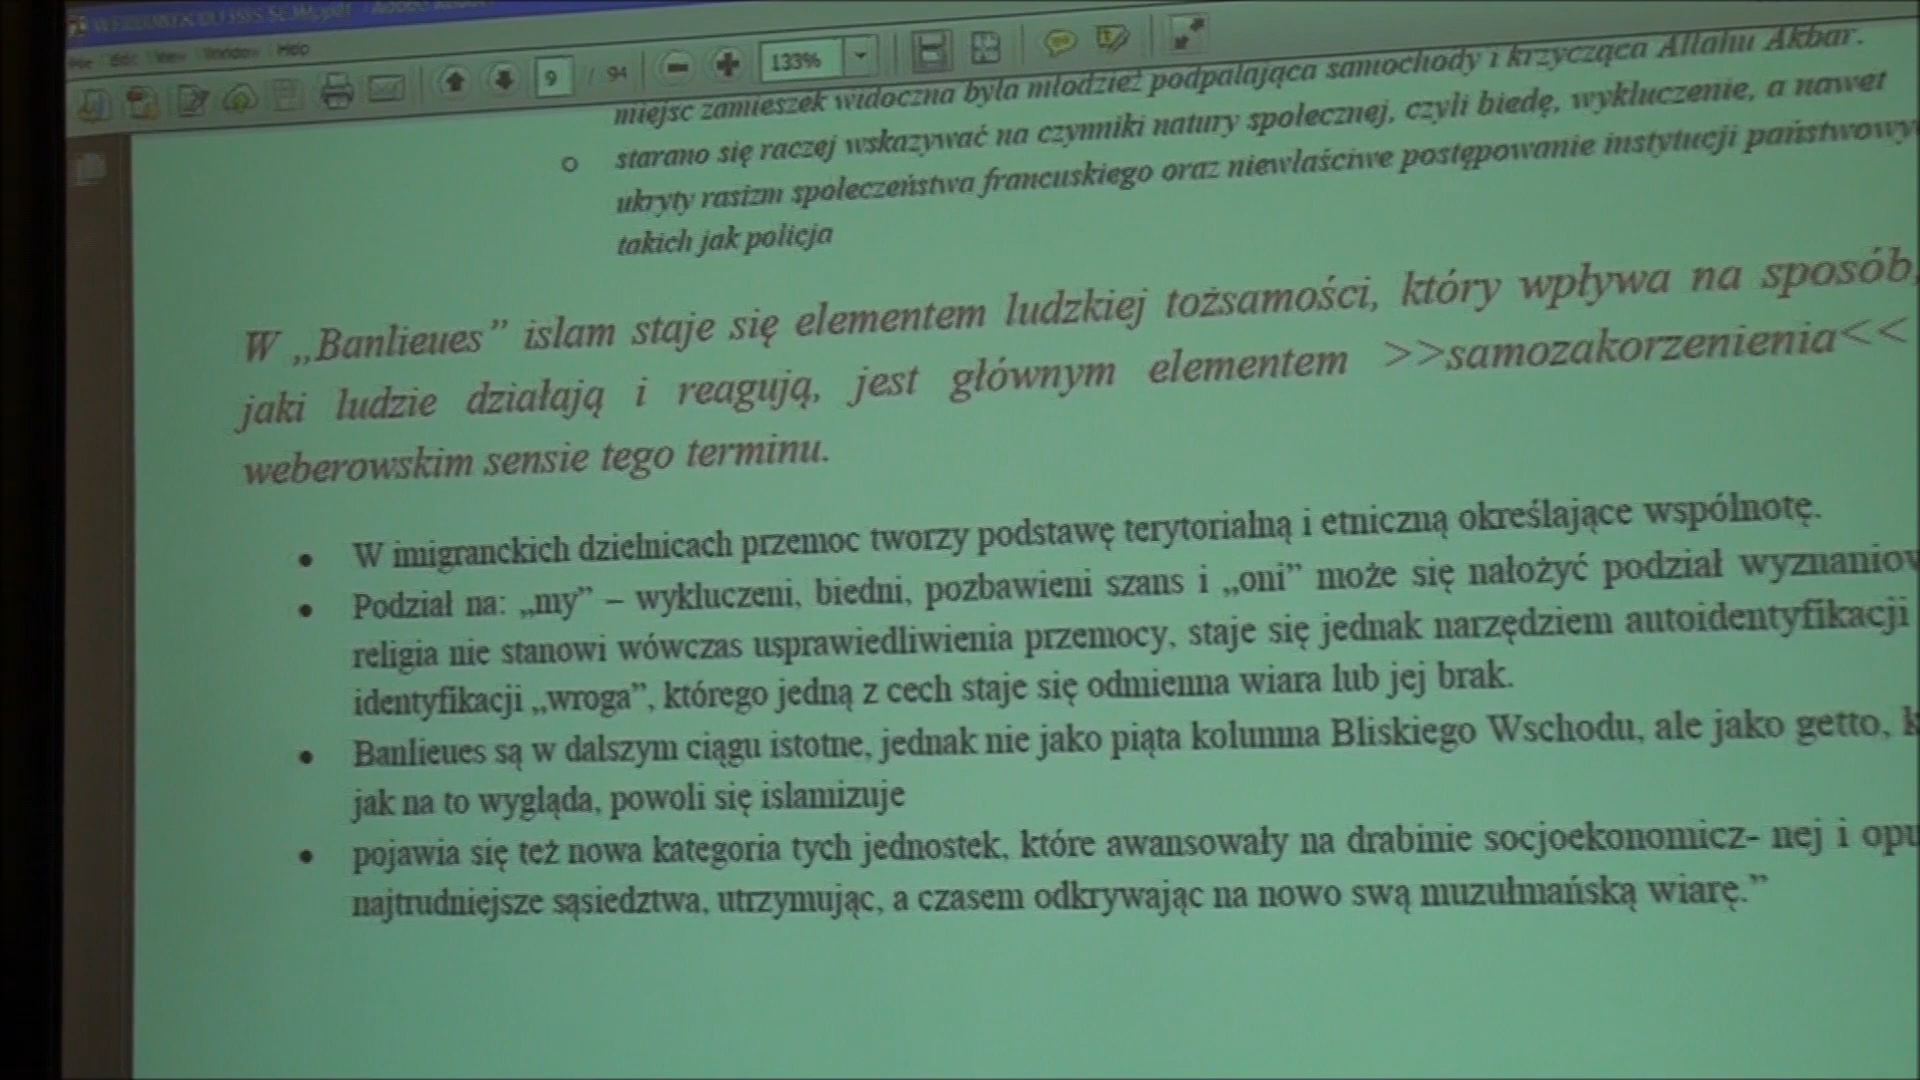 Window Help
9 / 94 133%
miejsc zamieszek widoczna była młodzież podpalająca samochody i krzycząca Allahu Akbar.
o starano się raczej wskazywać na czynniki natury społecznej, czyli biedę, wykluczenie, a nawet
ukryty rasizm społeczeństwa francuskiego oraz niewłaściwe postępowanie instytucji
takich jak policja
W „Banlieues” islam staje się elementem ludzkiej tożsamości, który wpływa na sposób,
jaki ludzie działają i reagują, jest głównym elementem >>samozakorzenienia<<
weberowskim sensie tego terminu.
• W imigranckich dzielnicach przemoc tworzy podstawę terytorialną i etniczną określające wspólnotę.
• Podział na: „my” – wykluczeni, biedni, pozbawieni szans i „oni” może się nałożyć podział
religia nie stanowi wówczas usprawiedliwienia przemocy, staje się jednak narzędziem autoidentyfikacji
identyfikacji „wroga”, którego jedną z cech staje się odmienna wiara lub jej brak.
• Banlieues są w dalszym ciągu istotne, jednak nie jako piąta kolumna Bliskiego Wschodu, ale jako getto,
jak na to wygląda, powoli się islamizuje
• pojawia się też nowa kategoria tych jednostek, które awansowały na drabinie socjoekonomicz- nej i
najtrudniejsze sąsiedztwa, utrzymując, a czasem odkrywając na nowo swą muzułmańską wiarę.”